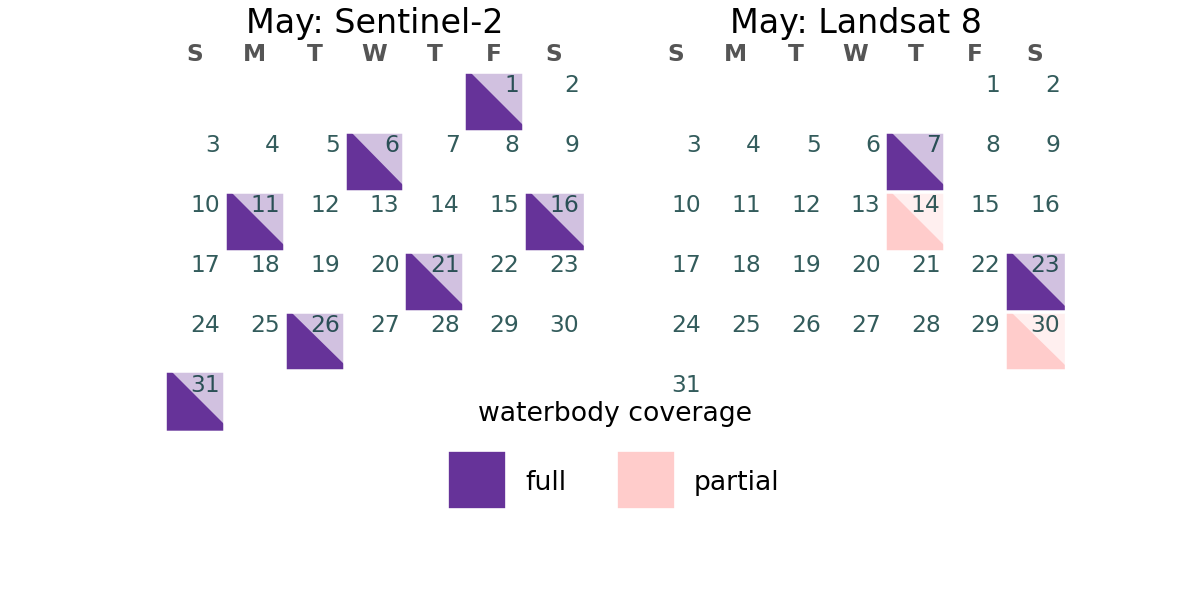 May: Sentinel-2
S M T W T F S
1 2
3 4 5 6 7 8 9
10 11 12 13 14 15 16
17 18 19 20 21 22 23
24 25 26 27 28 29 30
31
May: Landsat 8
S M T W T F S
1 2
3 4 5 6 7 8 9
10 11 12 13 14 15 16
17 18 19 20 21 22 23
24 25 26 27 28 29 30
31
waterbody coverage
full partial